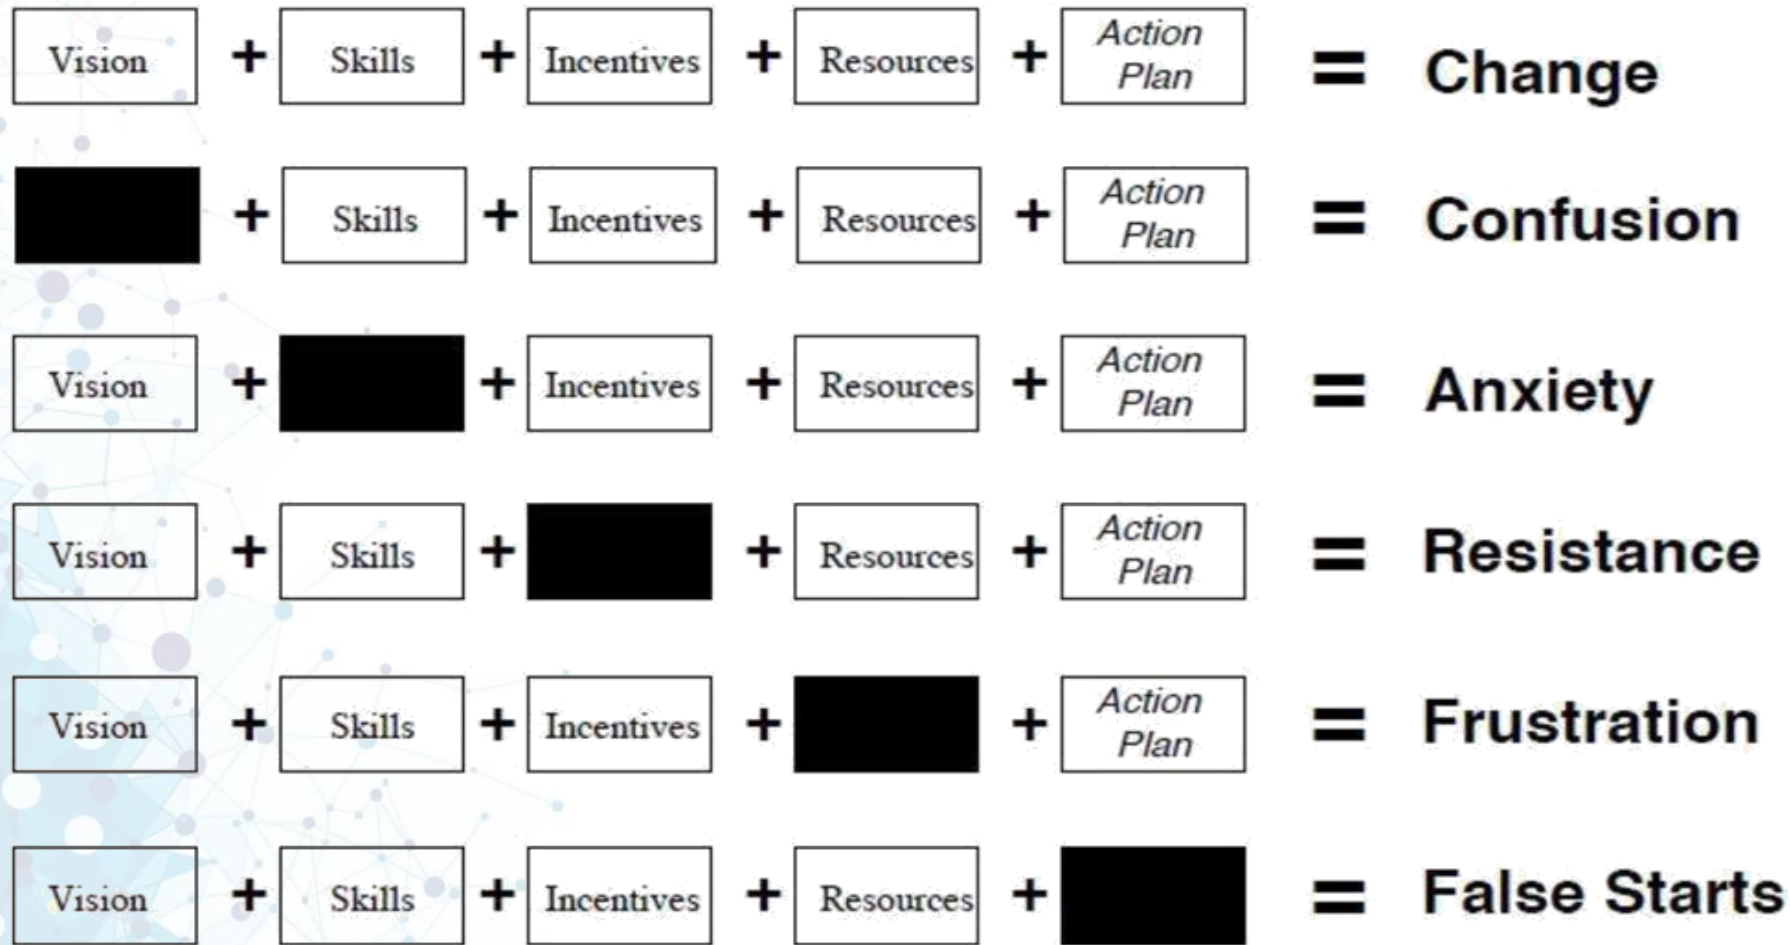 Vision + Skills + Incentives + Resources + Action Plan = Change
+ Skills + Incentives + Resources + Action Plan = Confusion
Vision + + Incentives + Resources + Action Plan = Anxiety
Vision + Skills + + Resources + Action Plan = Resistance
Vision + Skills + Incentives + + Action Plan = Frustration
Vision + Skills + Incentives + Resources + = False Starts